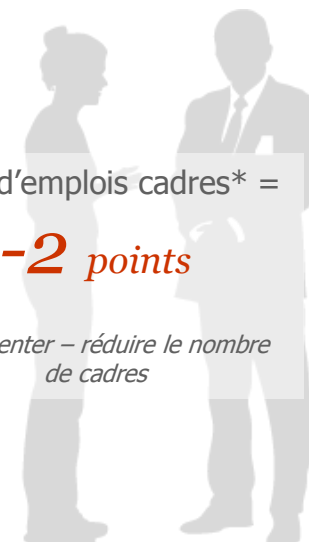 d’emplois cadres* =
-2 points
enter – réduire le nombre
de cadres